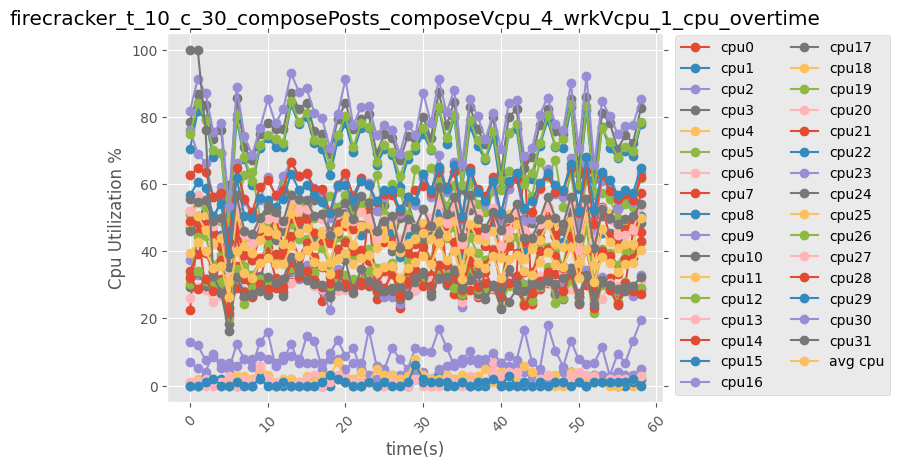 firecracker_t_10_c_30_composePosts_composeVcpu_4_wrkVcpu_1_cpu_overtime
Cpu Utilization %
100
80
60
40
20
0
0
10
20
30
40
50
60
time(s)
cpu0
cpu1
cpu2
cpu3
cpu4
cpu5
cpu6
cpu7
cpu8
cpu9
cpu10
cpu11
cpu12
cpu13
cpu14
cpu15
cpu16
cpu17
cpu18
cpu19
cpu20
cpu21
cpu22
cpu23
cpu24
cpu25
cpu26
cpu27
cpu28
cpu29
cpu30
cpu31
avg cpu